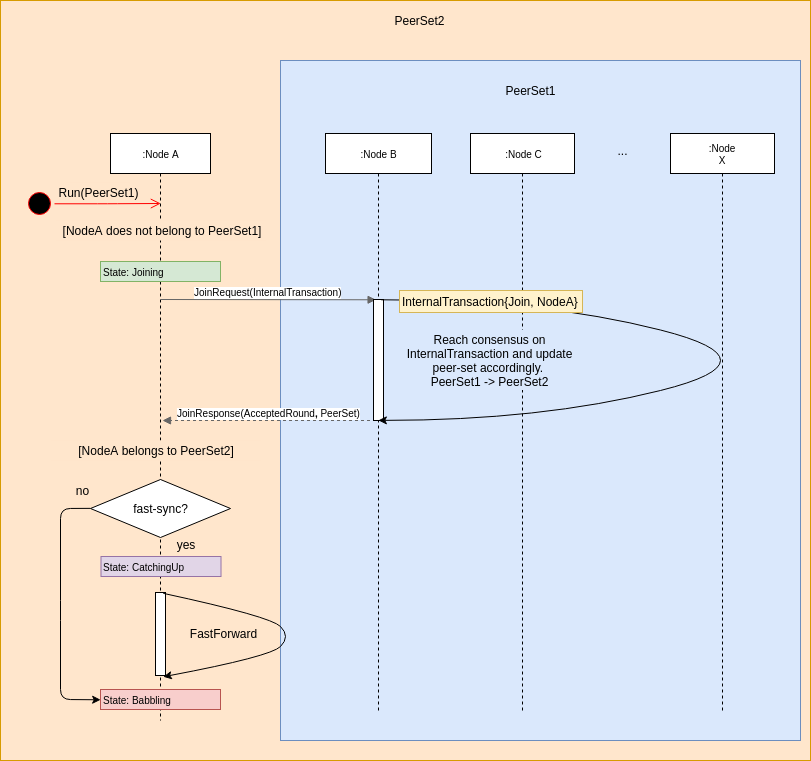 PeerSet2
PeerSet1
:Node A
:Node B
:Node C
...
:Node
X
Run(PeerSet1)
[NodeA does not belong to PeerSet1]
State: Joining
JoinRequest(InternalTransaction)
InternalTransaction{Join, NodeA}
Reach consensus on
InternalTransaction and update
peer-set accordingly.
PeerSet1 -> PeerSet2
JoinResponse(AcceptedRound, PeerSet)
[NodeA belongs to PeerSet2]
no
fast-sync?
yes
State: CatchingUp
FastForward
State: Babbling